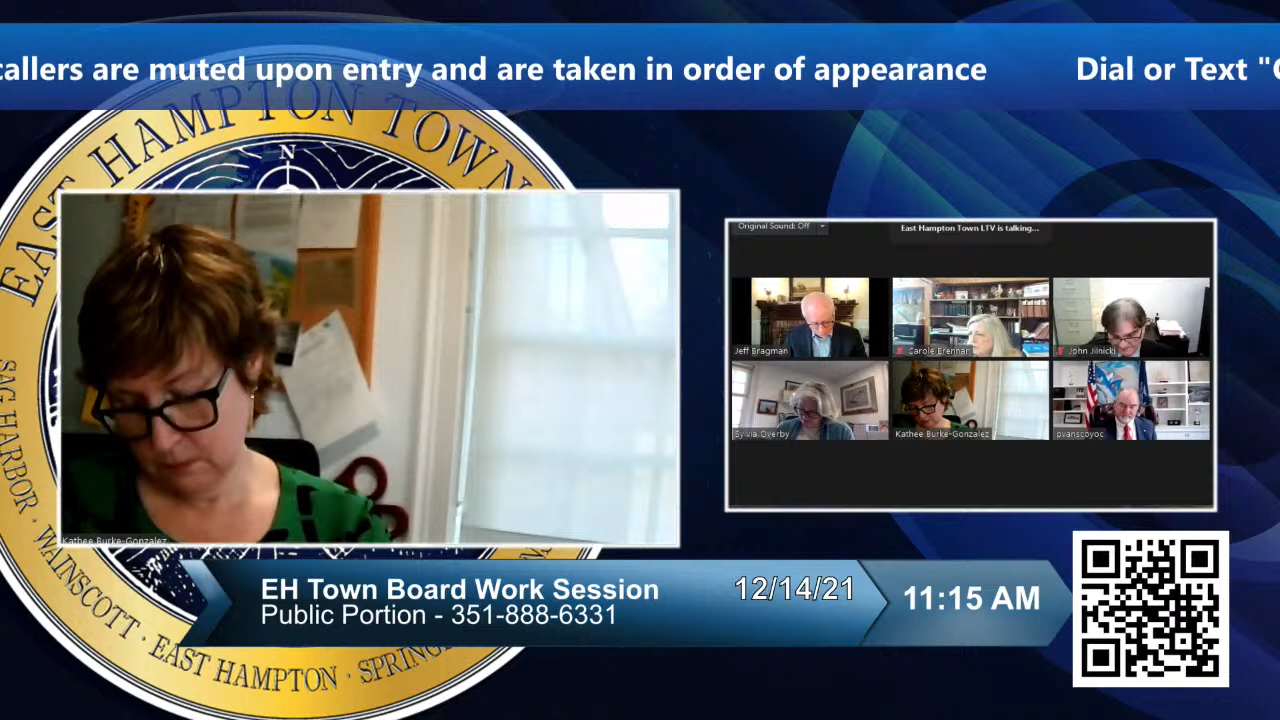 callers are muted upon entry and are taken in order of appearance Dial or Text "
EAST HAMPTON TOWN
N
Original Sound: Off
East Hampton Town LTV is talking...
Jeff Bragman
Carole Brennan
John Jilnicki
Sylvia Overby
Kathee Burke-Gonzalez
pvanscoyoc
Kathee Burke-Gonzalez
SAG HARBOR · WAINSCOTT · EAST HAMPTON ·
EH Town Board Work Session
12/14/21
11:15 AM
Public Portion - 351-888-6331